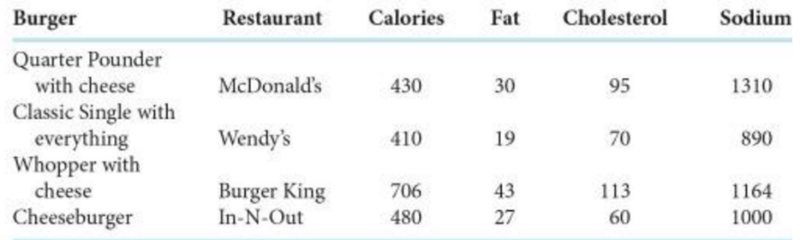 Burger Restaurant Calories Fat Cholesterol Sodium
Quarter Pounder
with cheese McDonald's 430 30 95 1310
Classic Single with
everything Wendy's 410 19 70 890
Whopper with
cheese Burger King 706 43 113 1164
Cheeseburger In-N-Out 480 27 60 1000